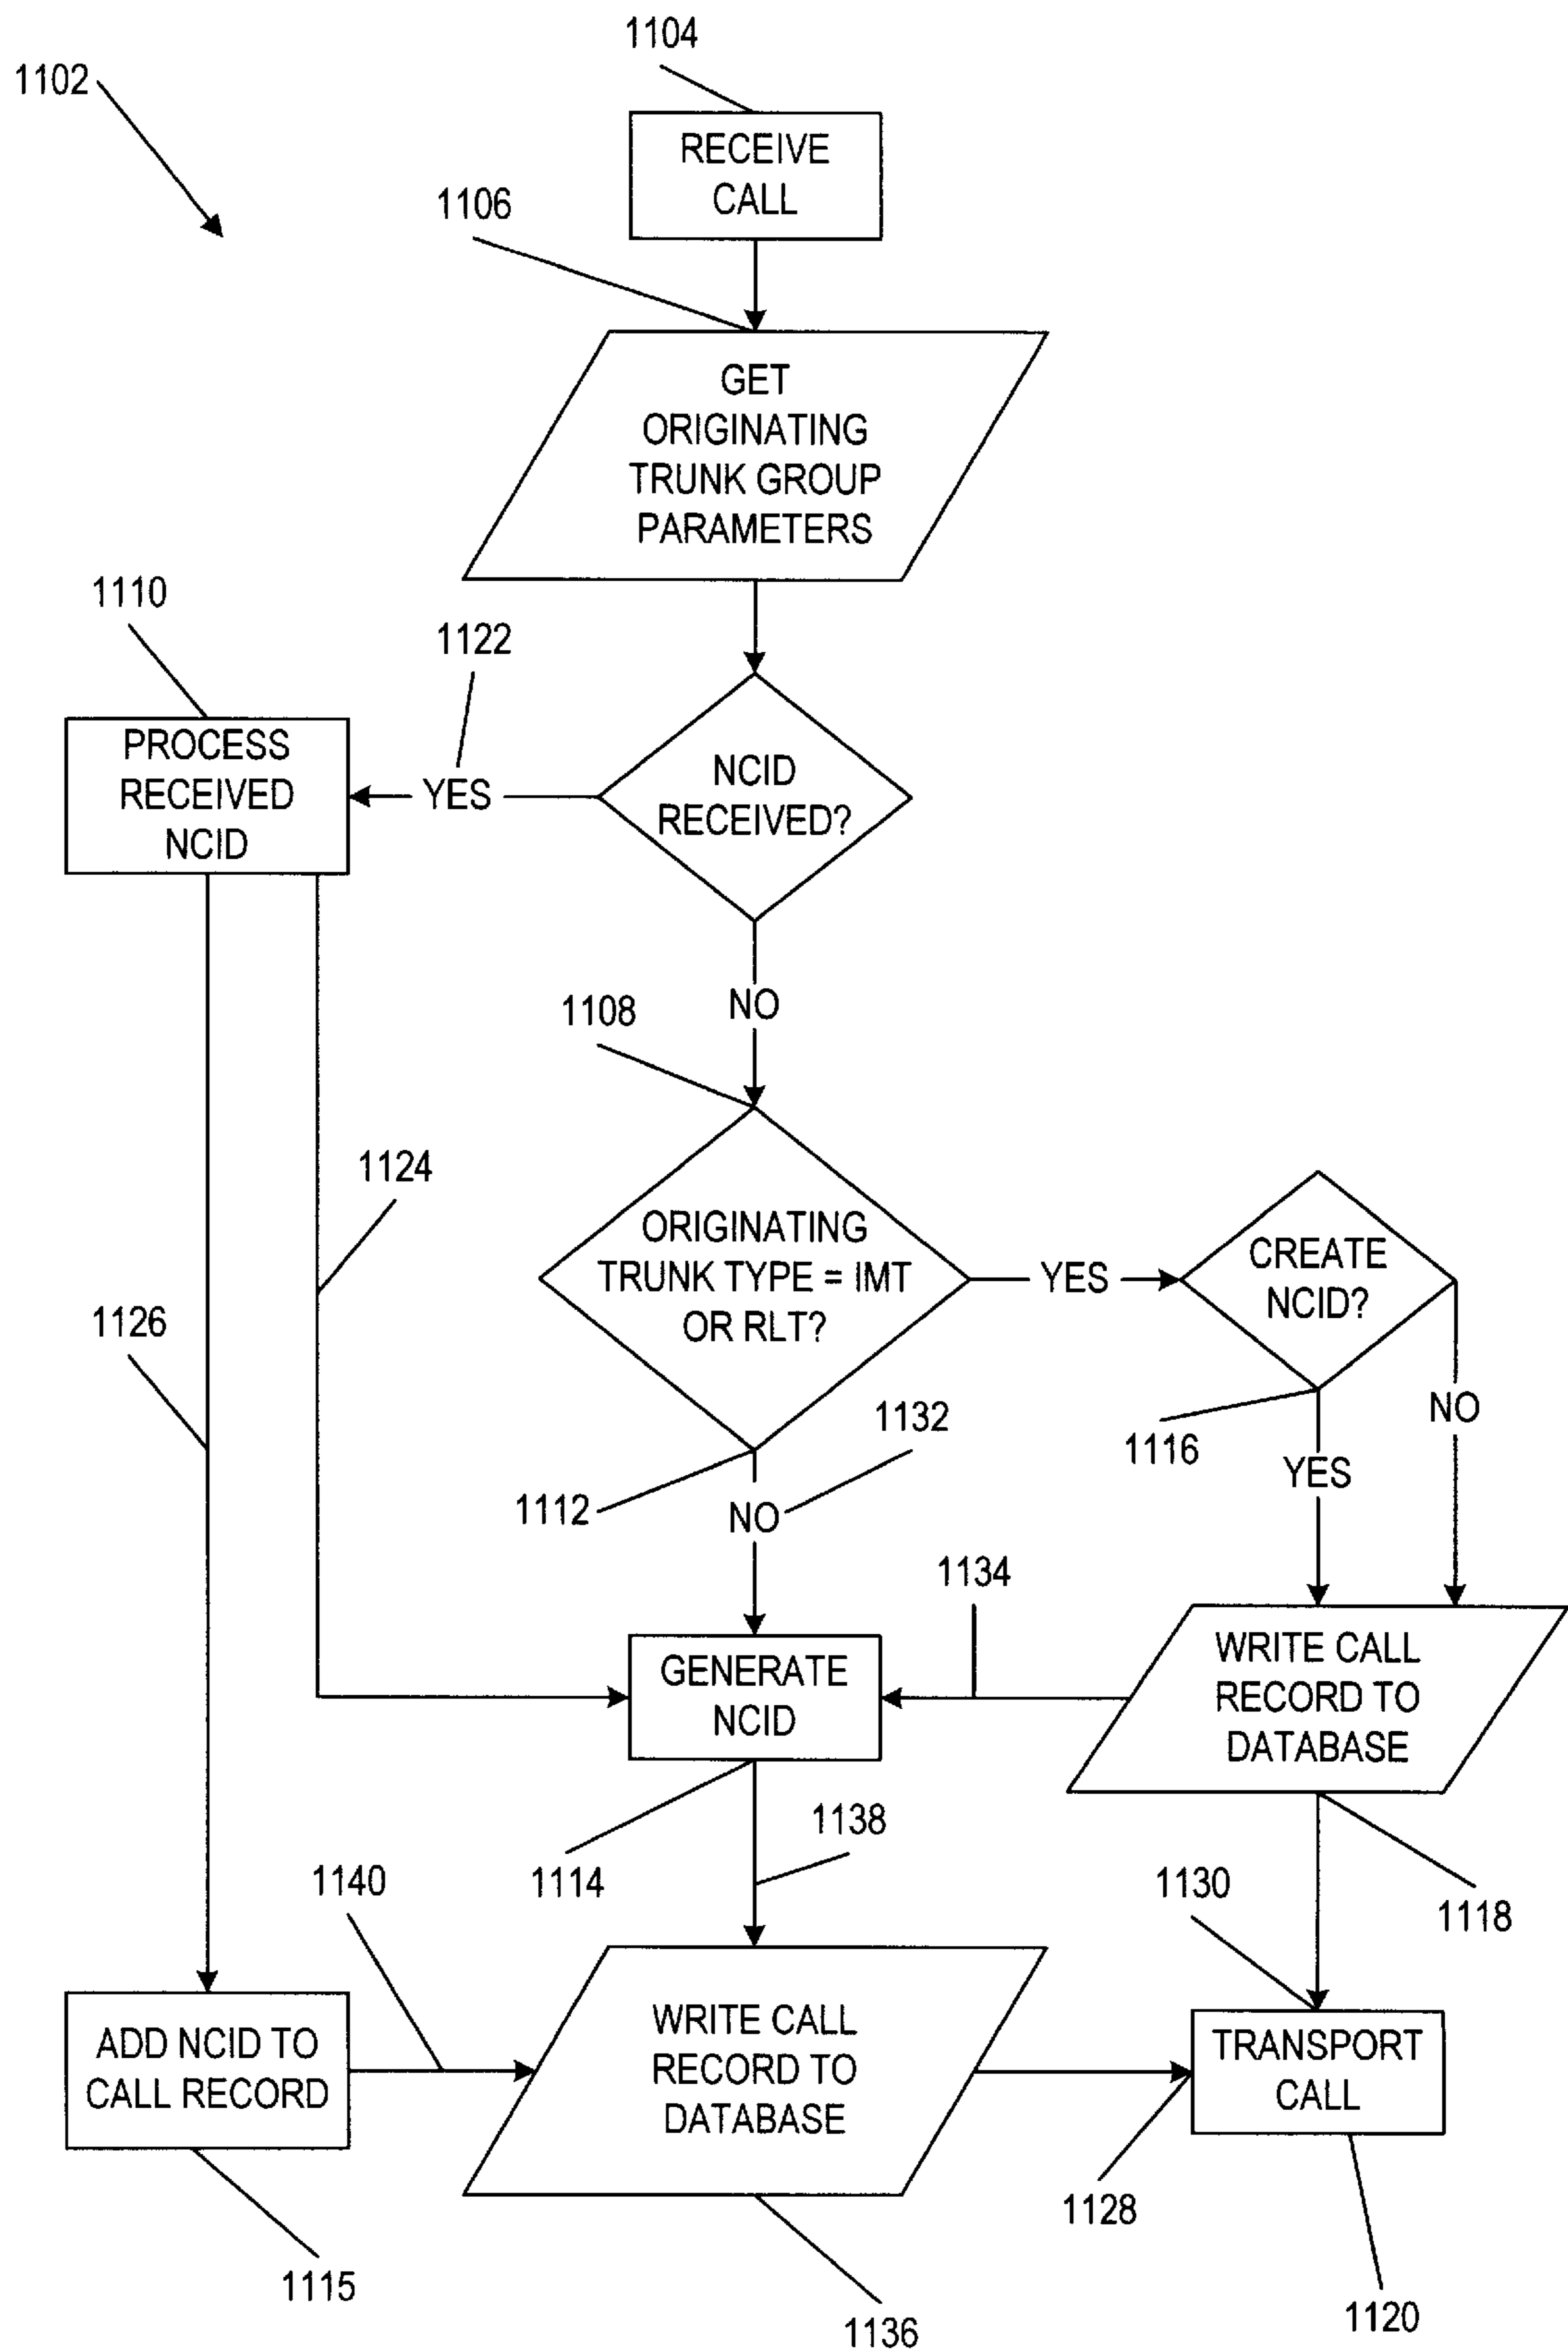 1104
1102
RECEIVE
CALL
1106
GET
ORIGINATING
TRUNK GROUP
PARAMETERS
1110
1122
PROCESS
RECEIVED
NCID
YES
NCID
RECEIVED?
NO
1108
1124
ORIGINATING
TRUNK TYPE = IMT
OR RLT?
YES
CREATE
NCID?
1126
1132
NO
1116
YES
1112
NO
1134
GENERATE
NCID
WRITE CALL
RECORD TO
DATABASE
1138
1114
1140
1130
1118
ADD NCID TO
CALL RECORD
WRITE CALL
RECORD TO
DATABASE
TRANSPORT
CALL
1128
1115
1136
1120